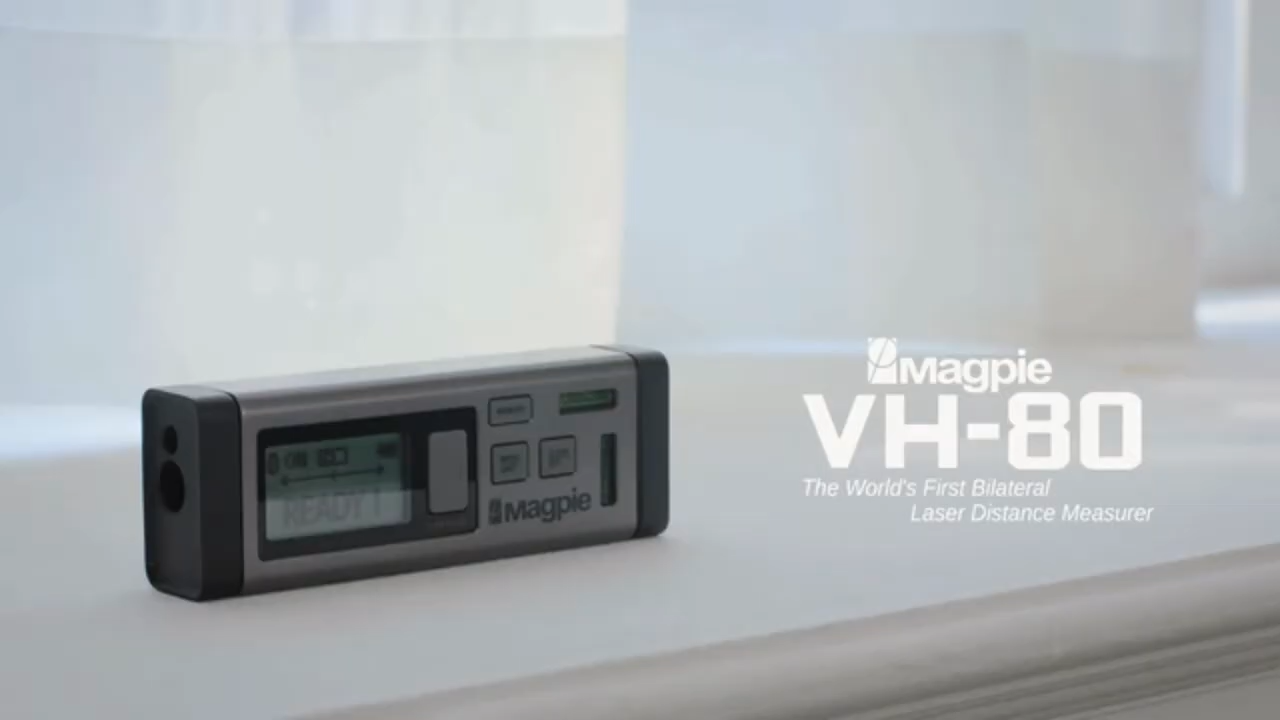 READY !
Magpie
Magpie
VH-80
The World's First Bilateral
Laser Distance Measurer